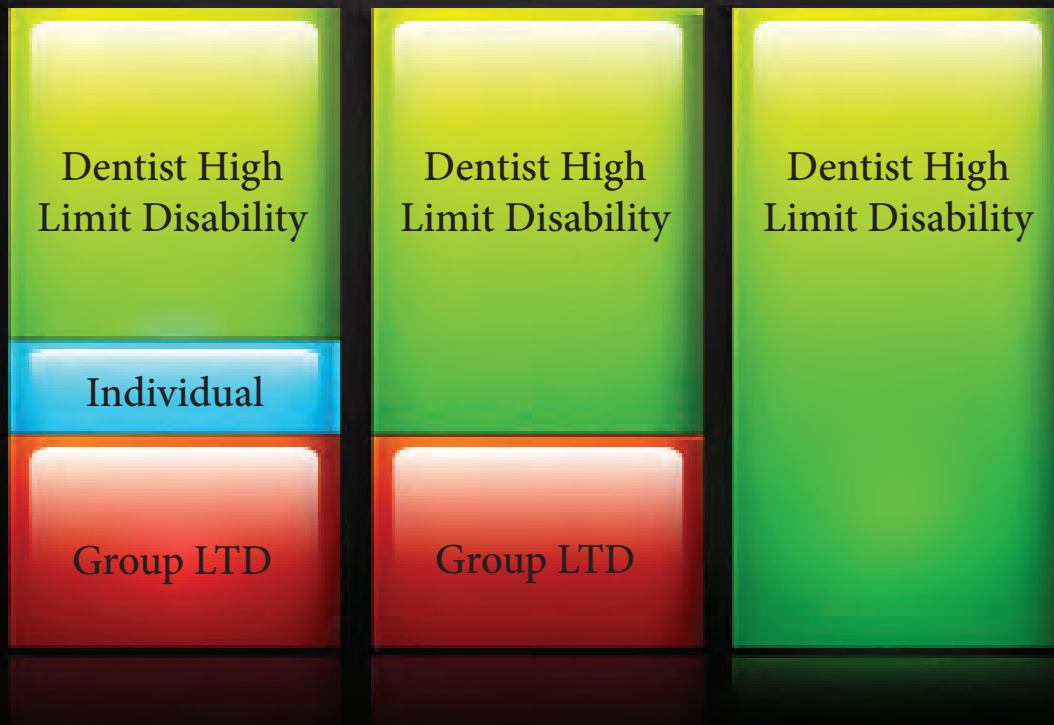 Dentist High
Limit Disability
Individual
Group LTD
Dentist High
Limit Disability
Group LTD
Dentist High
Limit Disability